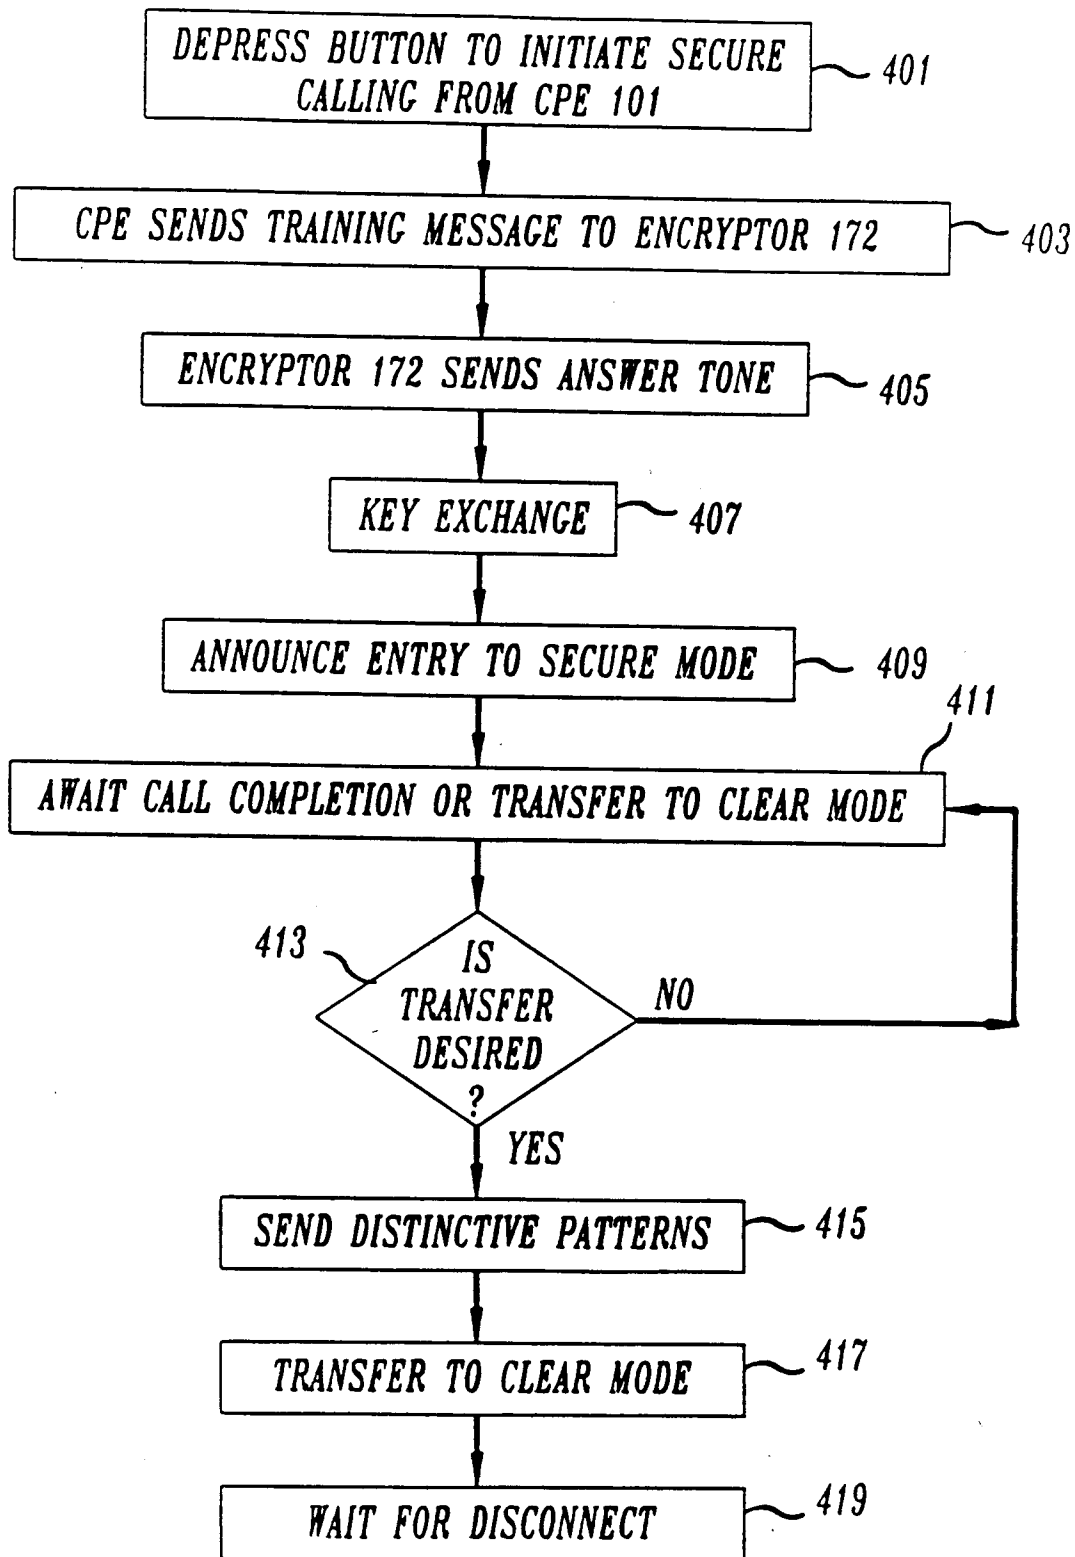 DEPRESS BUTTON TO INITIATE SECURE
CALLING FROM CPE 101
401
CPE SENDS TRAINING MESSAGE TO ENCRYPTOR 172
403
ENCRYPTOR 172 SENDS ANSWER TONE
405
KEY EXCHANGE
407
ANNOUNCE ENTRY TO SECURE MODE
409
411
AWAIT CALL COMPLETION OR TRANSFER TO CLEAR MODE
413
IS
TRANSFER
DESIRED
?
NO
YES
SEND DISTINCTIVE PATTERNS
415
TRANSFER TO CLEAR MODE
417
WAIT FOR DISCONNECT
419